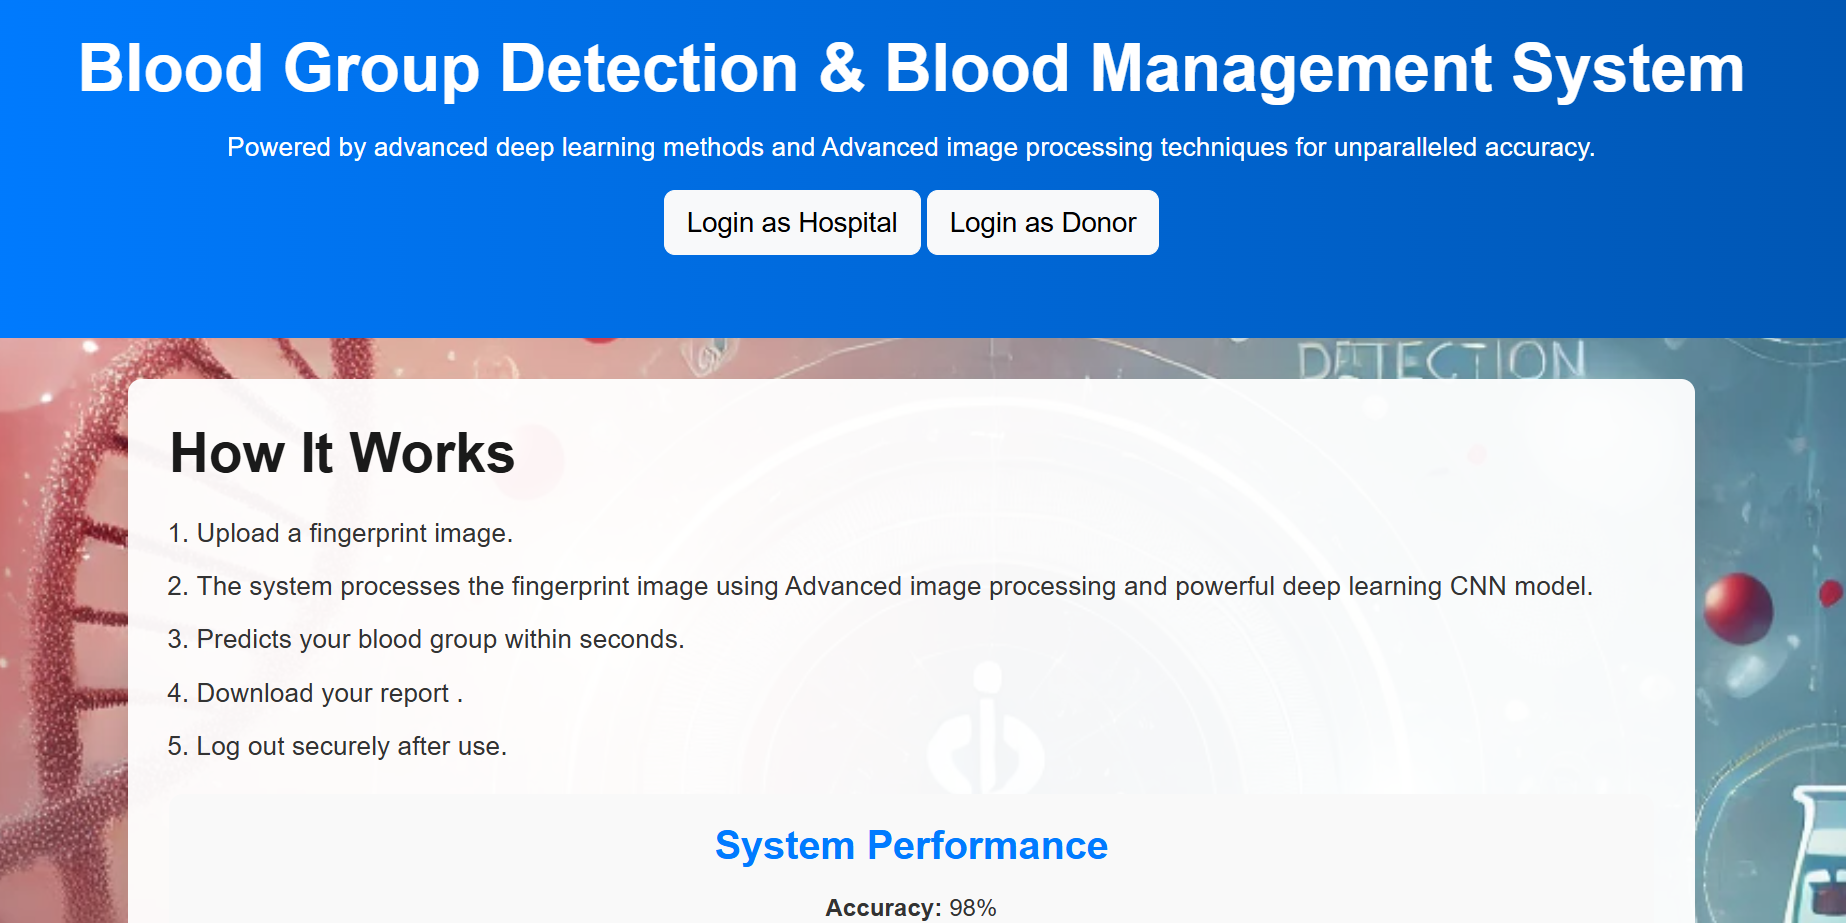 Blood Group Detection & Blood Management System
Powered by advanced deep learning methods and Advanced image processing techniques for unparalleled accuracy.
Login as Hospital
Login as Donor
DETECTION
How It Works
1. Upload a fingerprint image.
2. The system processes the fingerprint image using Advanced image processing and powerful deep learning CNN model.
3. Predicts your blood group within seconds.
4. Download your report .
5. Log out securely after use.
System Performance
Accuracy: 98%